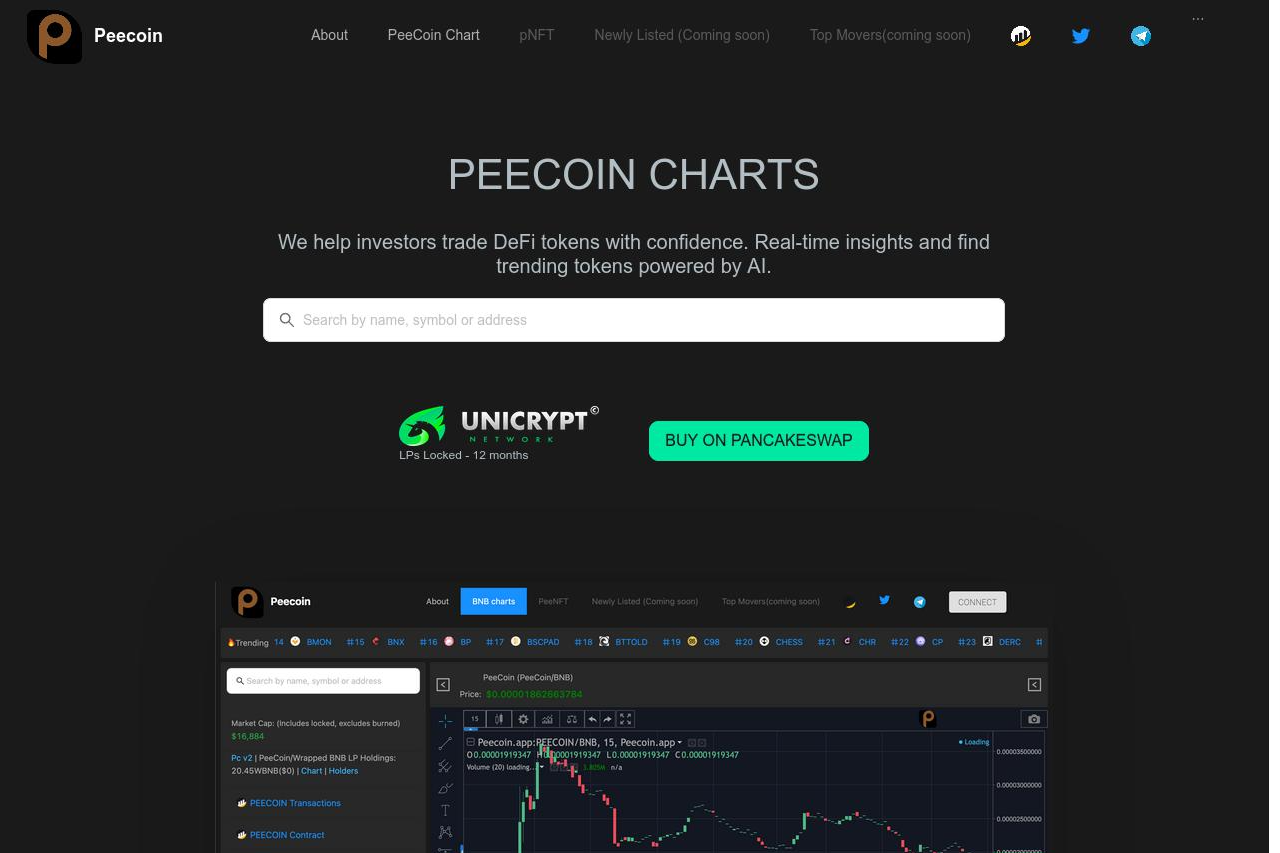 Peecoin
About
PeeCoin Chart
pNFT
Newly Listed (Coming soon)
Top Movers(coming soon)
...
PEECOIN CHARTS
We help investors trade DeFi tokens with confidence. Real-time insights and find
trending tokens powered by AI.
Search by name, symbol or address
UNICRYPT©
NETWORK
LPs Locked - 12 months
BUY ON PANCAKESWAP
Peecoin
About
BNB charts
PeeNFT
Newly Listed (Coming soon)
Top Movers(coming soon)
CONNECT
Trending 14 BMON #15 BNX #16 BP #17 BSCPAD #18 BTTOLD #19 C98 #20 CHESS #21 CHR #22 CP #23 DERC #
Search by name, symbol or address
PeeCoin (PeeCoin/BNB)
Price: $0.00001862663784
Market Cap: (Includes locked, excludes burned)
$16,884
Pc v2 | PeeCoin/Wrapped BNB LP Holdings:
20.45WBNB($0) | Chart | Holders
PEECOIN Transactions
PEECOIN Contract
15
Peecoin.app:PEECOIN/BNB, 15, Peecoin.app
Loading
O0.00001919347 H0.00001919347 L0.00001919347 C0.00001919347
Volume (20) loading... 3.805M n/a
0.00003500000
0.00003000000
0.00002500000
0.00002000000